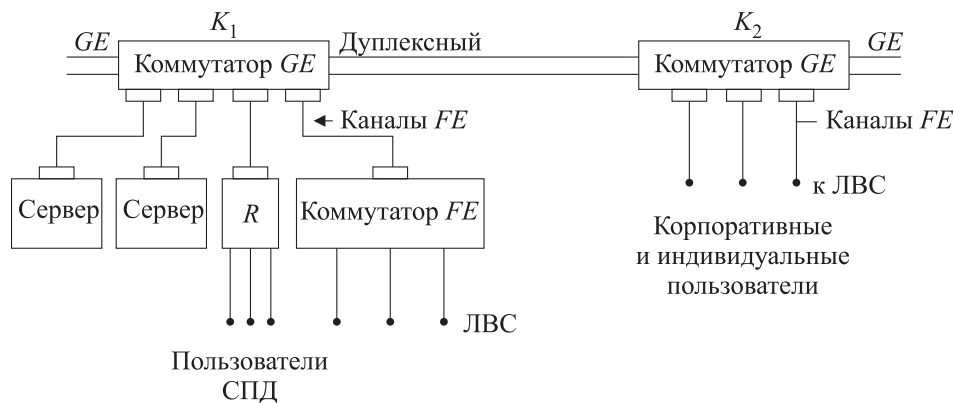 K1
K2
GE
Дуплексный
GE
Коммутатор GE
Коммутатор GE
Каналы FE
Каналы FE
Сервер
Сервер
R
Коммутатор FE
к ЛВС
Корпоративные
и индивидуальные
пользователи
ЛВС
Пользователи
СПД